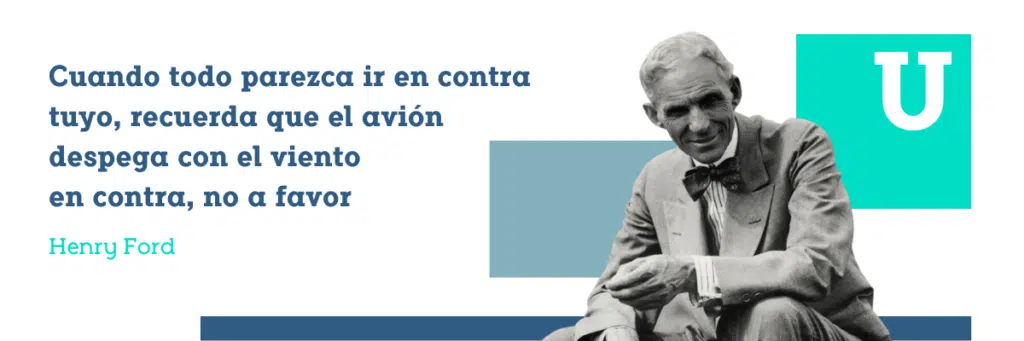 Cuando todo parezca ir en contra
tuyo, recuerda que el avión
despega con el viento
en contra, no a favor
Henry Ford
U